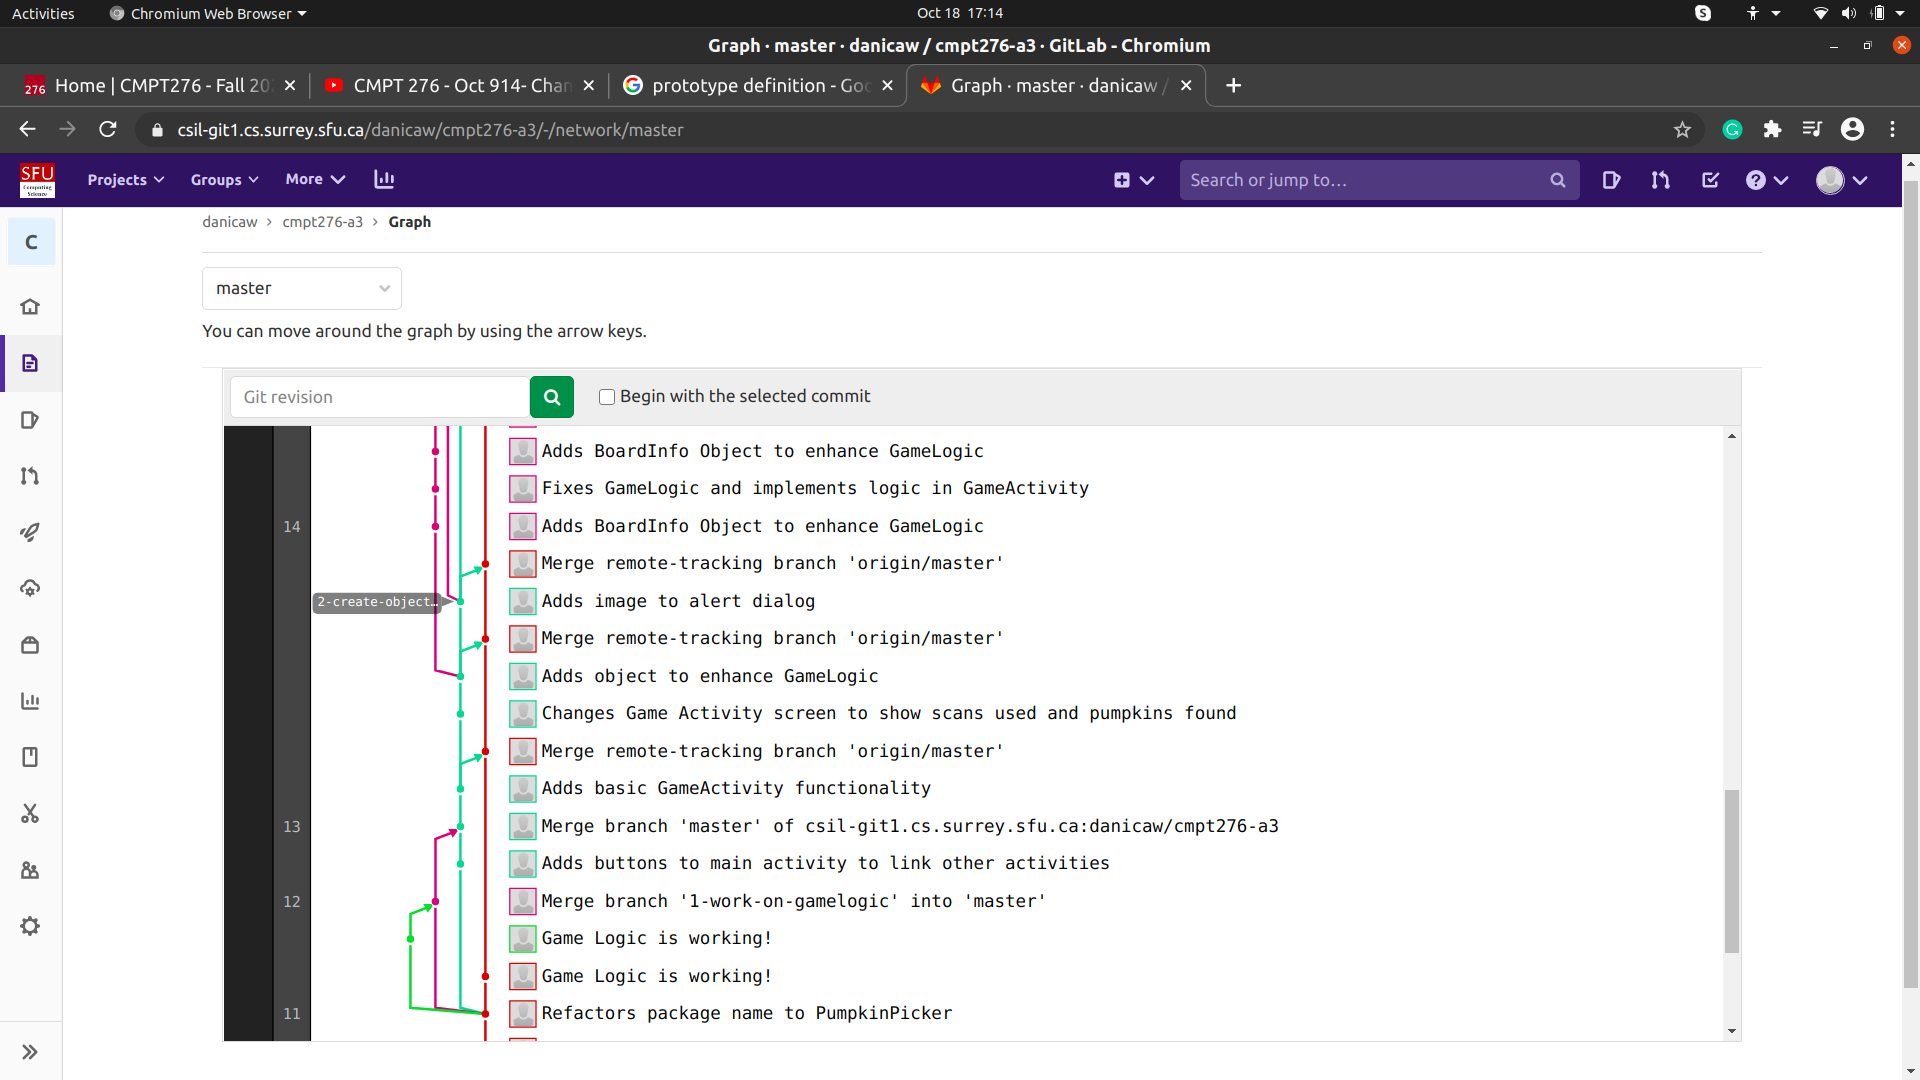 Activities Chromium Web Browser Oct 18 17:14
Graph · master · danicaw / cmpt276-a3 · GitLab - Chromium
276 Home | CMPT276 - Fall 20 CMPT 276 - Oct 914- Chan prototype definition - Goo Graph · master · danicaw /
csil-git1.cs.surrey.sfu.ca/danicaw/cmpt276-a3/-/network/master
SFU Computing Science Projects Groups More Search or jump to…
C danicaw > cmpt276-a3 > Graph
master
You can move around the graph by using the arrow keys.
Git revision Begin with the selected commit
Adds BoardInfo Object to enhance GameLogic
Fixes GameLogic and implements logic in GameActivity
14 Adds BoardInfo Object to enhance GameLogic
Merge remote-tracking branch 'origin/master'
2-create-object… Adds image to alert dialog
Merge remote-tracking branch 'origin/master'
Adds object to enhance GameLogic
Changes Game Activity screen to show scans used and pumpkins found
Merge remote-tracking branch 'origin/master'
Adds basic GameActivity functionality
13 Merge branch 'master' of csil-git1.cs.surrey.sfu.ca:danicaw/cmpt276-a3
Adds buttons to main activity to link other activities
12 Merge branch '1-work-on-gamelogic' into 'master'
Game Logic is working!
Game Logic is working!
11 Refactors package name to PumpkinPicker